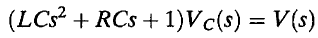 (LCs² + RCs + 1)V_C(s) = V(s)